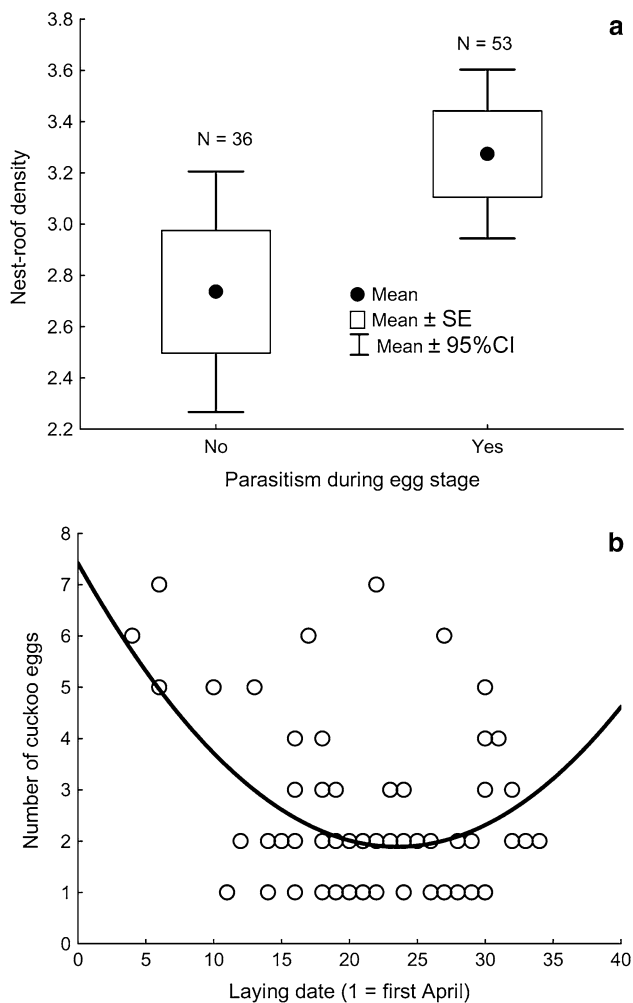 a
3.8
3.6
3.4
3.2
3.0
2.8
2.6
2.4
2.2
Nest-roof density
N = 36
N = 53
Mean
Mean ± SE
Mean ± 95%CI
No
Yes
Parasitism during egg stage
b
8
7
6
5
4
3
2
1
0
Number of cuckoo eggs
0 5 10 15 20 25 30 35 40
Laying date (1 = first April)